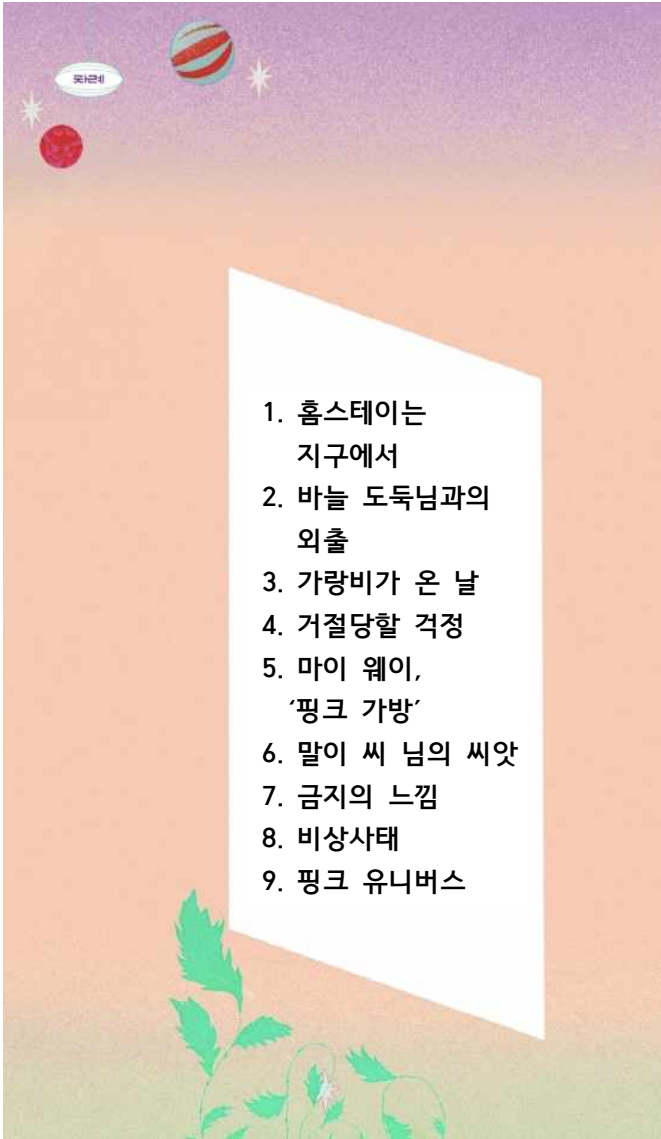 1. 홈스테이는
지구에서
2. 바늘 도둑님과의
외출
3. 가랑비가 온 날
4. 거절당할 걱정
5. 마이 웨이,
‘핑크 가방’
6. 말이 씨 님의 씨앗
7. 금지의 느낌
8. 비상사태
9. 핑크 유니버스